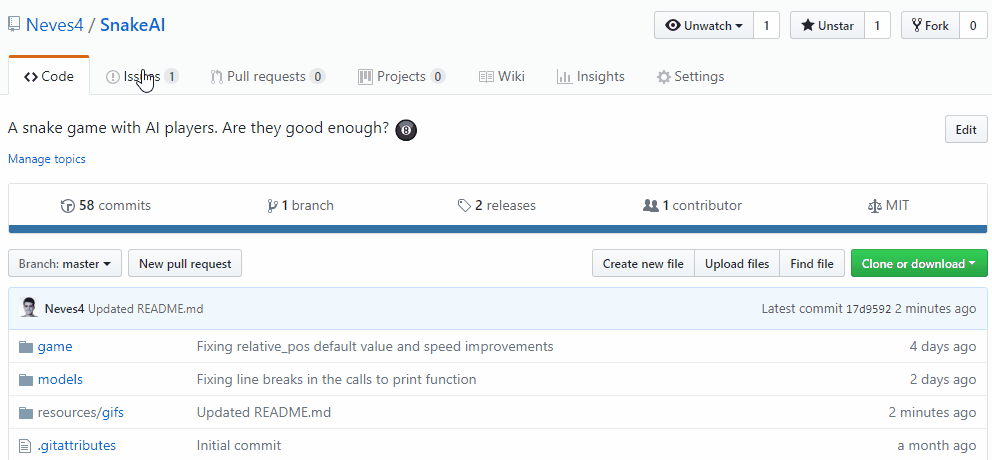 Neves4 / SnakeAI Unwatch 1 Unstar 1 Fork 0
Code Issues 1 Pull requests 0 Projects 0 Wiki Insights Settings
A snake game with AI players. Are they good enough? Edit
Manage topics
58 commits 1 branch 2 releases 1 contributor MIT
Branch: master New pull request Create new file Upload files Find file Clone or download
Neves4 Updated README.md Latest commit 17d9592 2 minutes ago
game Fixing relative_pos default value and speed improvements 4 days ago
models Fixing line breaks in the calls to print function 2 days ago
resources/gifs Updated README.md 2 minutes ago
.gitattributes Initial commit a month ago